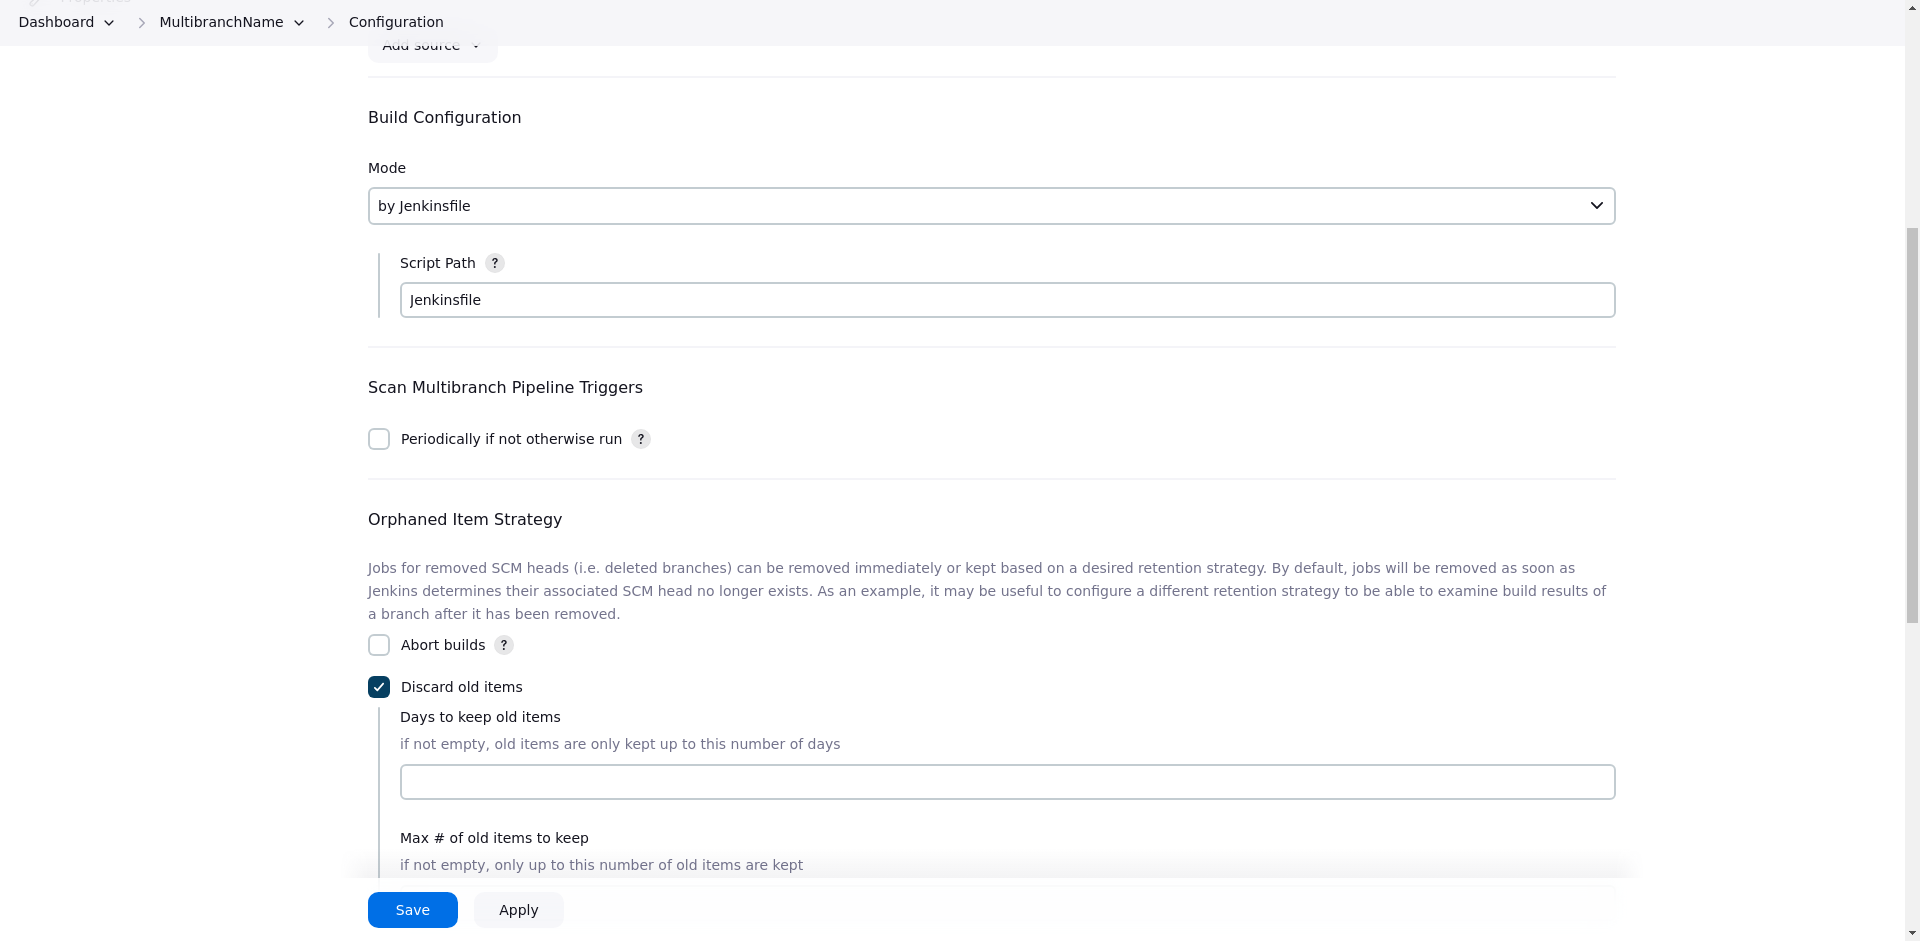 Dashboard
MultibranchName
Configuration
Add source
Build Configuration
Mode
by Jenkinsfile
Script Path ?
Jenkinsfile
Scan Multibranch Pipeline Triggers
Periodically if not otherwise run ?
Orphaned Item Strategy
Jobs for removed SCM heads (i.e. deleted branches) can be removed immediately or kept based on a desired retention strategy. By default, jobs will be removed as soon as
Jenkins determines their associated SCM head no longer exists. As an example, it may be useful to configure a different retention strategy to be able to examine build results of
a branch after it has been removed.
Abort builds ?
Discard old items
Days to keep old items
if not empty, old items are only kept up to this number of days
Max # of old items to keep
if not empty, only up to this number of old items are kept
Save
Apply